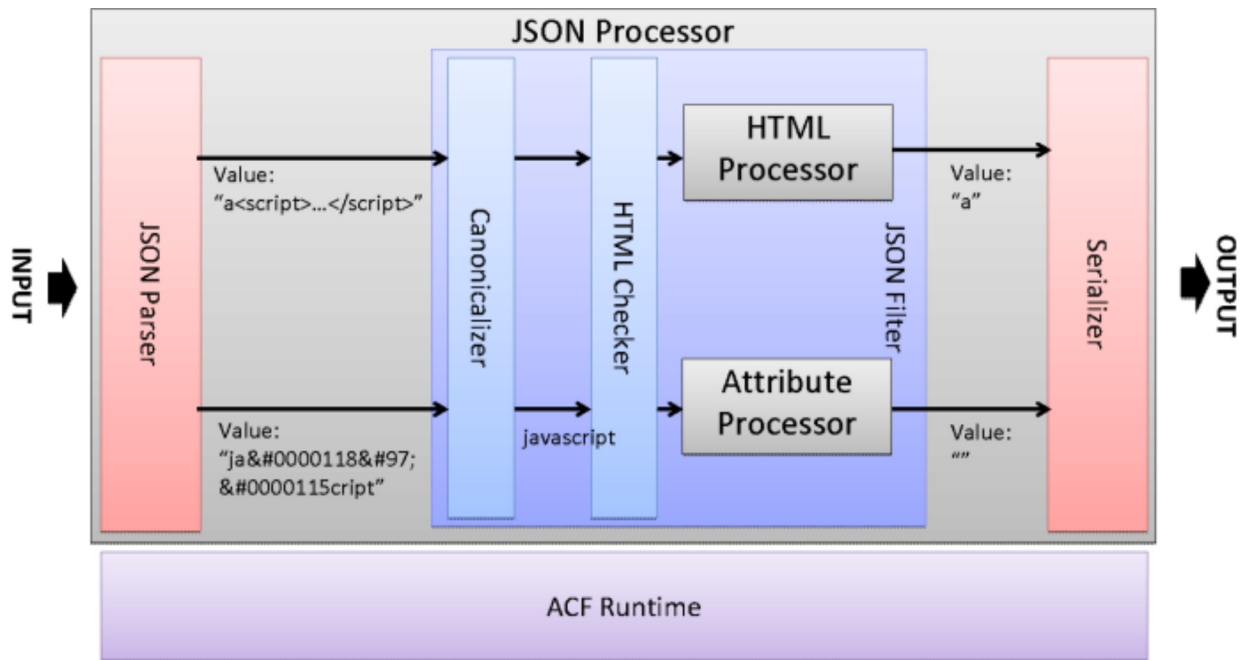 JSON Processor
INPUT
JSON Parser
Value:
“a<script>...</script>”
Value:
“ja&#0000118&#97;
&#0000115cript”
Canonicalizer
javascript
HTML Checker
HTML
Processor
Attribute
Processor
JSON Filter
Value:
“a”
Value:
“”
Serializer
OUTPUT
ACF Runtime